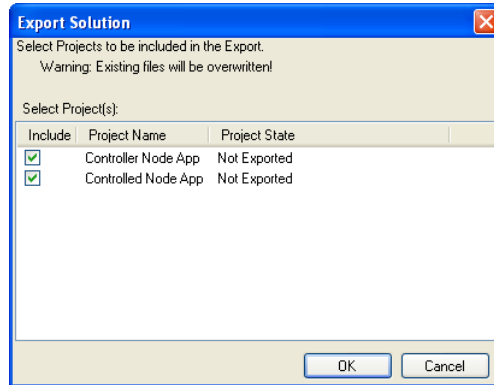 Export Solution
Select Projects to be included in the Export.
Warning: Existing files will be overwritten!
Select Project(s):
Include Project Name Project State
Controller Node App Not Exported
Controlled Node App Not Exported
OK Cancel